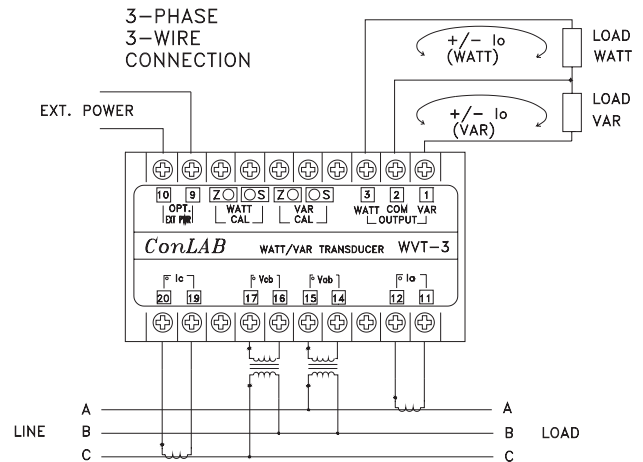 3-PHASE
3-WIRE
CONNECTION
+/- Io
(WATT)
LOAD
WATT
+/- Io
(VAR)
LOAD
VAR
EXT. POWER
10 9 Z S Z S 3 2 1
OPT.
EXT PWR
WATT
CAL
VAR
CAL
WATT COM VAR
OUTPUT
ConLAB WATT/VAR TRANSDUCER WVT-3
Ic Vcb Vab Ia
20 19 17 16 15 14 12 11
A A
LINE B B LOAD
C C